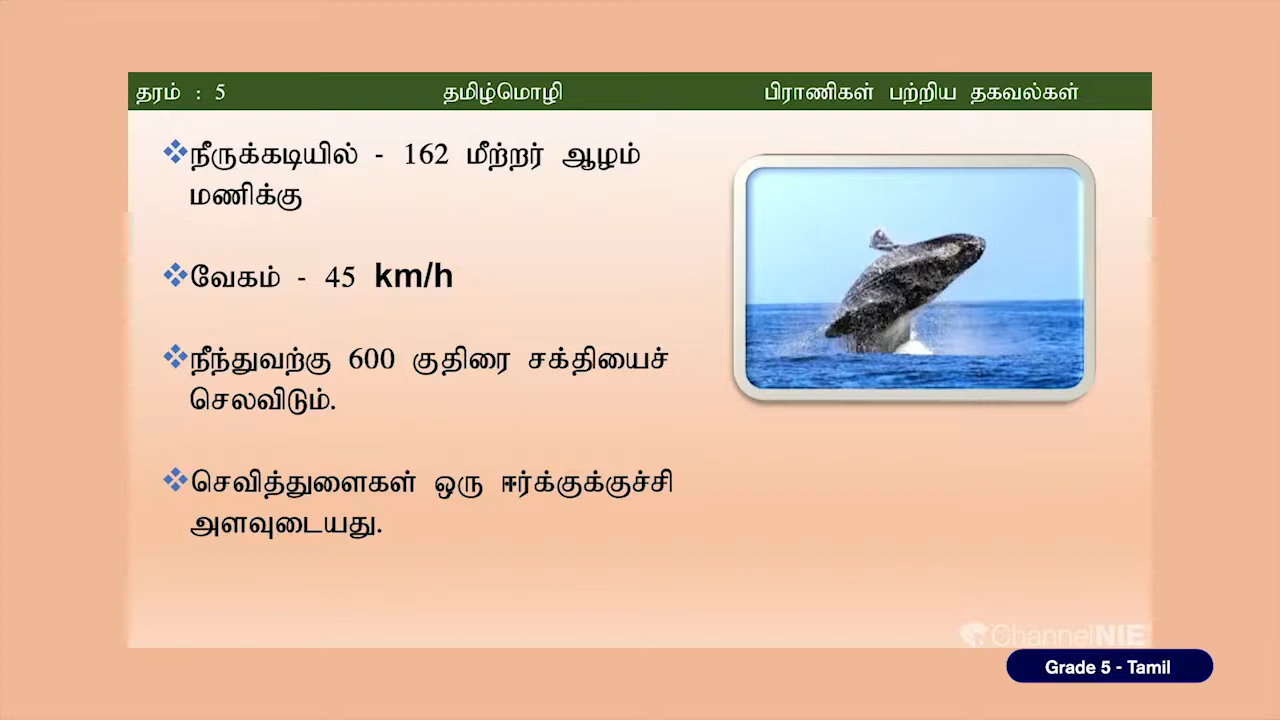 தரம் : 5 தமிழ்மொழி பிராணிகள் பற்றிய தகவல்கள்
நீருக்கடியில் - 162 மீற்றர் ஆழம்
மணிக்கு
வேகம் - 45 km/h
நீந்துவற்கு 600 குதிரை சக்தியைச்
செலவிடும்.
செவித்துளைகள் ஒரு ஈர்க்குக்குச்சி
அளவுடையது.
ChannelNIE
Grade 5 - Tamil